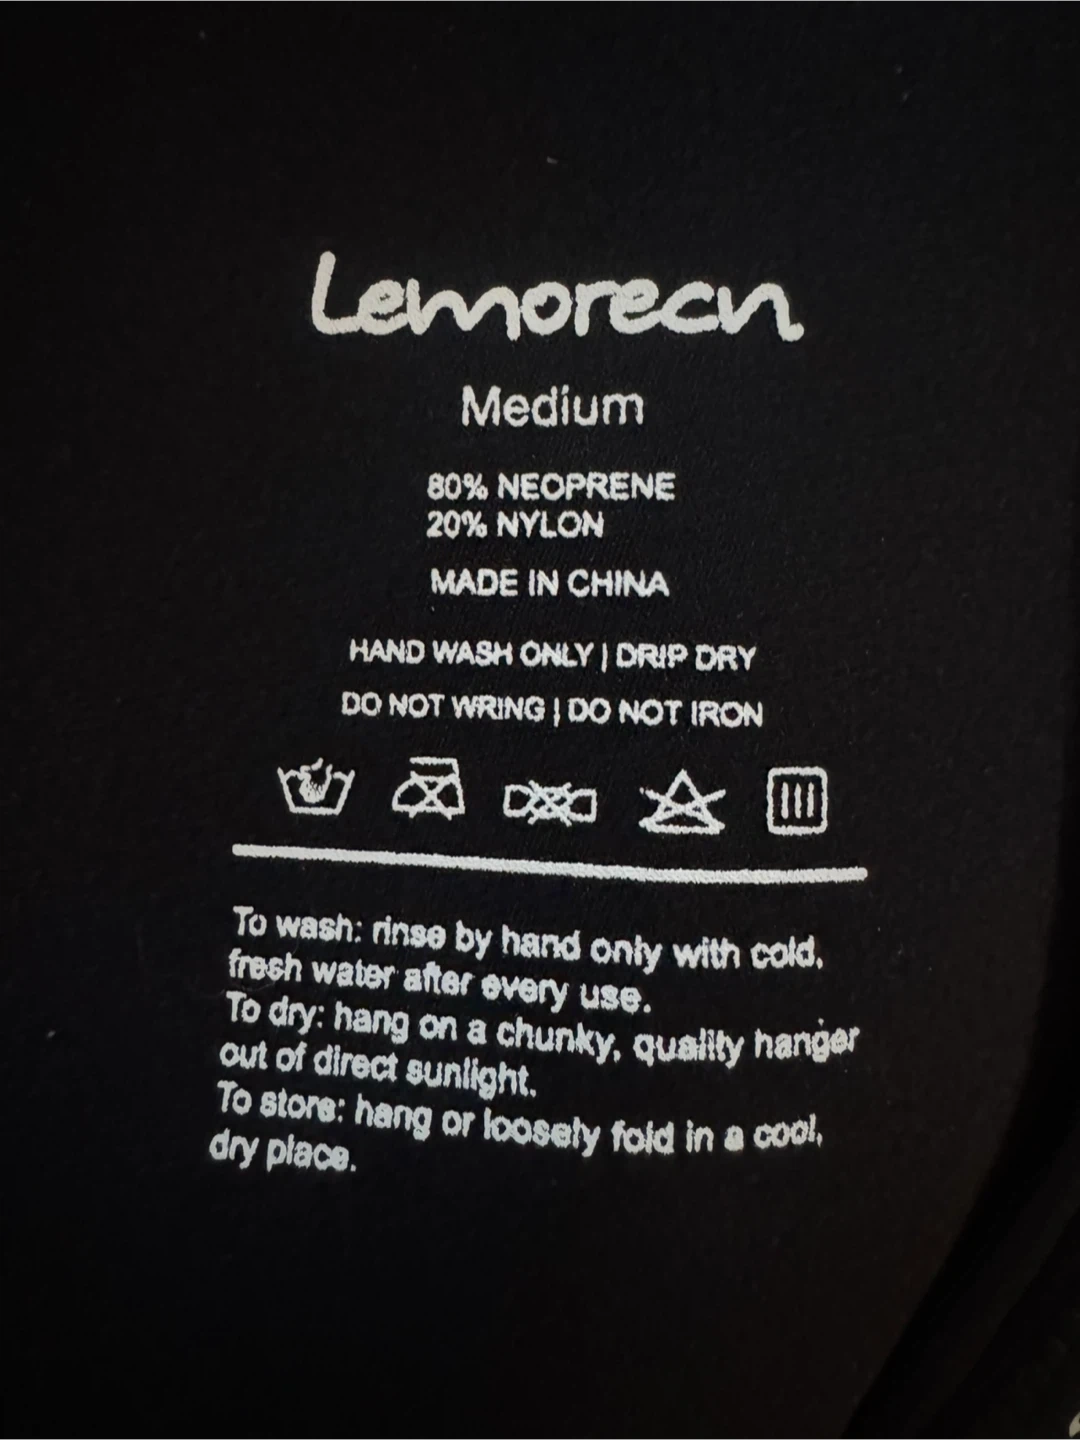 Lemorecn
Medium
80% NEOPRENE
20% NYLON
MADE IN CHINA
HAND WASH ONLY | DRIP DRY
DO NOT WRING | DO NOT IRON
To wash: rinse by hand only with cold,
fresh water after every use.
To dry: hang on a chunky, quality hanger
out of direct sunlight.
To store: hang or loosely fold in a cool,
dry place.